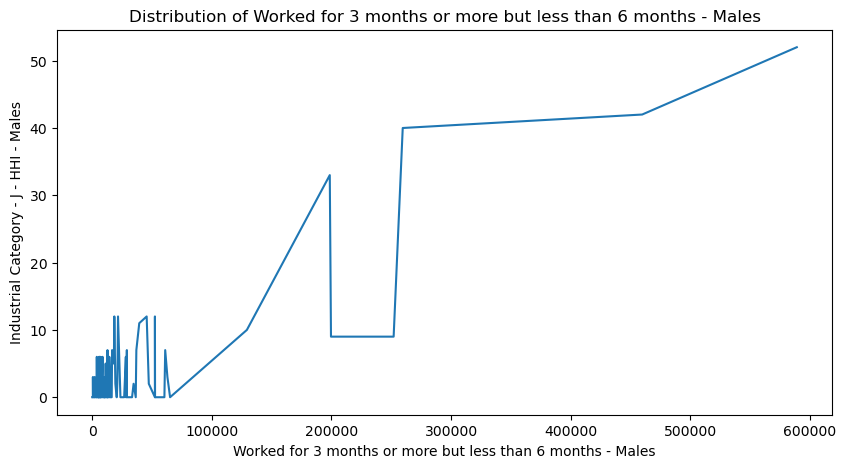 Distribution of Worked for 3 months or more but less than 6 months - Males
Industrial Category - J - HHI - Males
50
40
30
20
10
0
0 100000 200000 300000 400000 500000 600000
Worked for 3 months or more but less than 6 months - Males